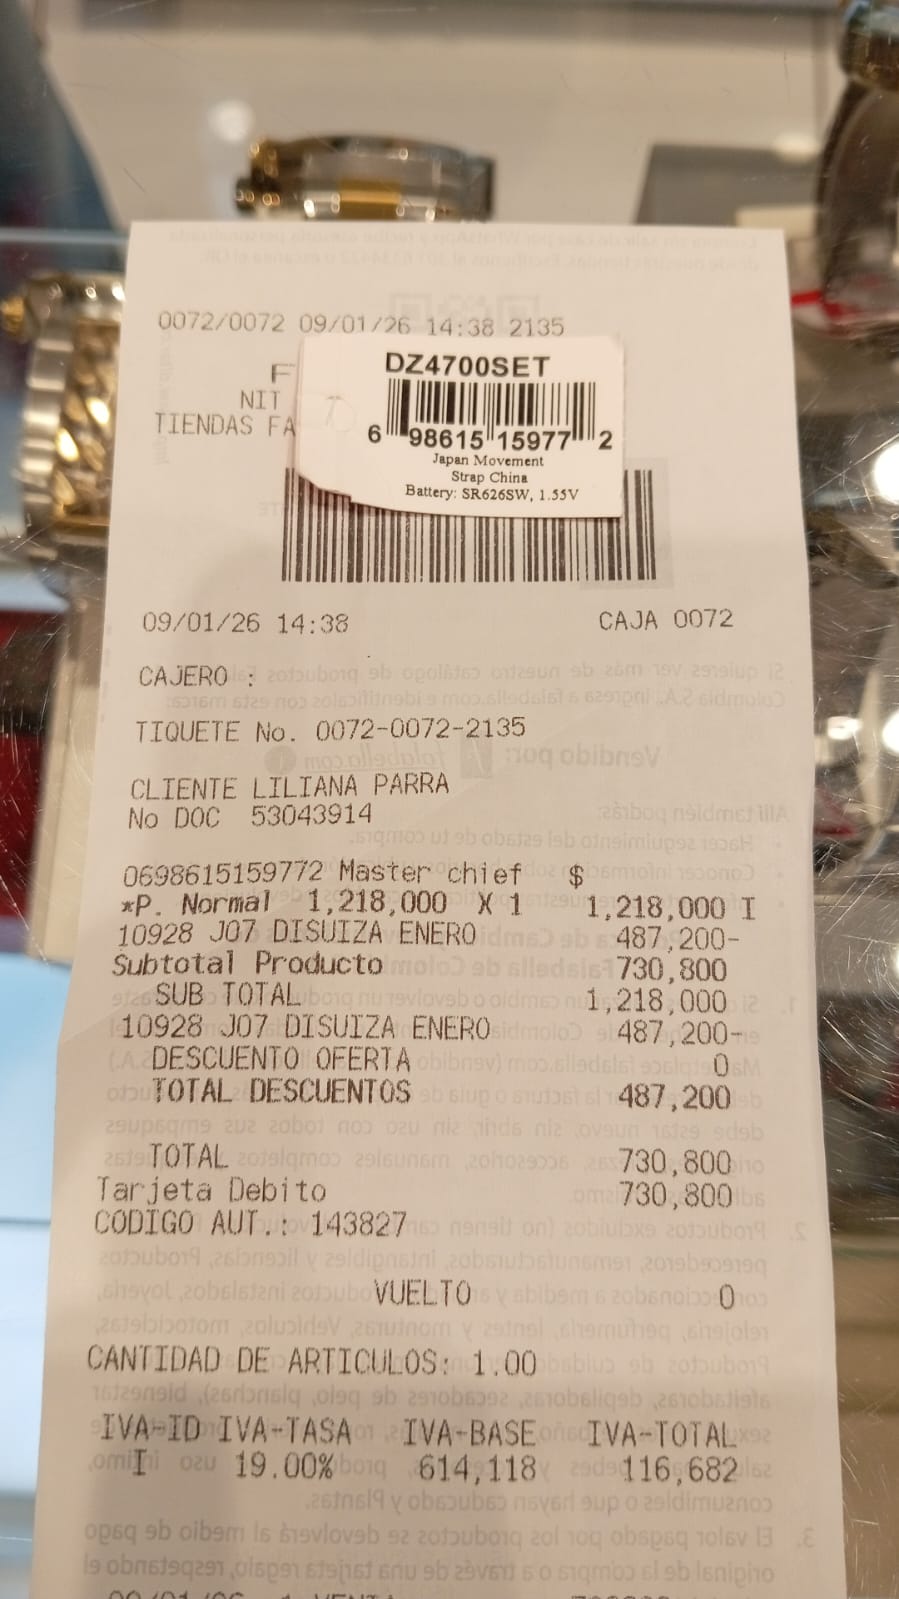 0072/0072 09/01/26 14:38 2135
DZ4700SET
F
NIT
TIENDAS FA
6 98615 15977 2
Japan Movement
Strap China
Battery: SR626SW, 1.55V
09/01/26 14:38 CAJA 0072
CAJERO :
TIQUETE No. 0072-0072-2135
CLIENTE LILIANA PARRA
No DOC 53043914
0698615159772 Master chief $
*P. Normal 1,218,000 X 1 1,218,000 I
10928 J07 DISUIZA ENERO 487,200-
Subtotal Producto 730,800
SUB TOTAL 1,218,000
10928 J07 DISUIZA ENERO 487,200-
DESCUENTO OFERTA 0
TOTAL DESCUENTOS 487,200
TOTAL 730,800
Tarjeta Debito 730,800
CODIGO AUT.: 143827
VUELTO 0
CANTIDAD DE ARTICULOS: 1.00
IVA-ID IVA-TASA IVA-BASE IVA-TOTAL
I 19.00% 614,118 116,682